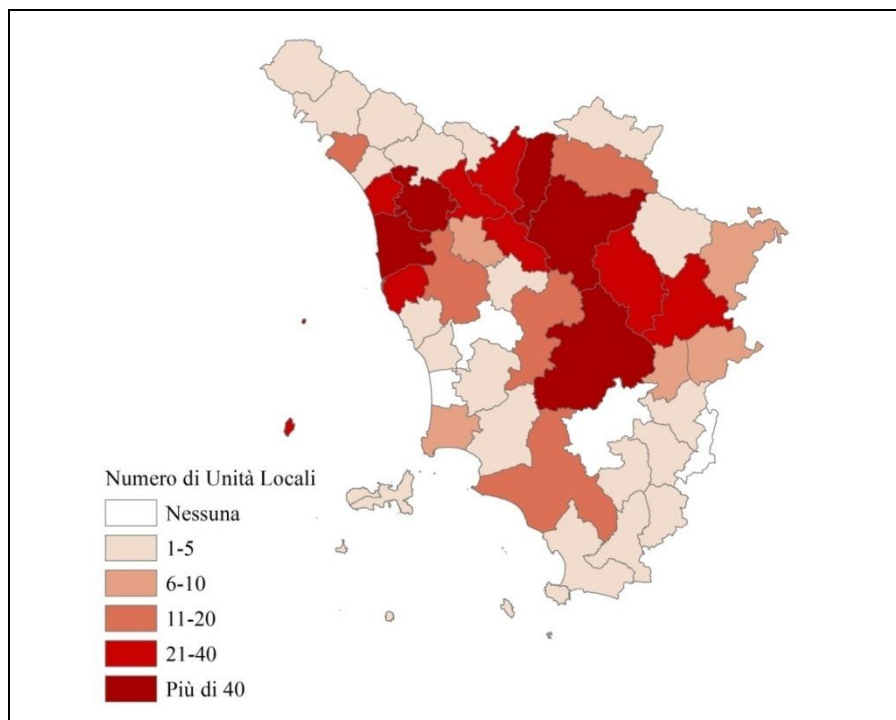 Numero di Unità Locali
Nessuna
1-5
6-10
11-20
21-40
Più di 40